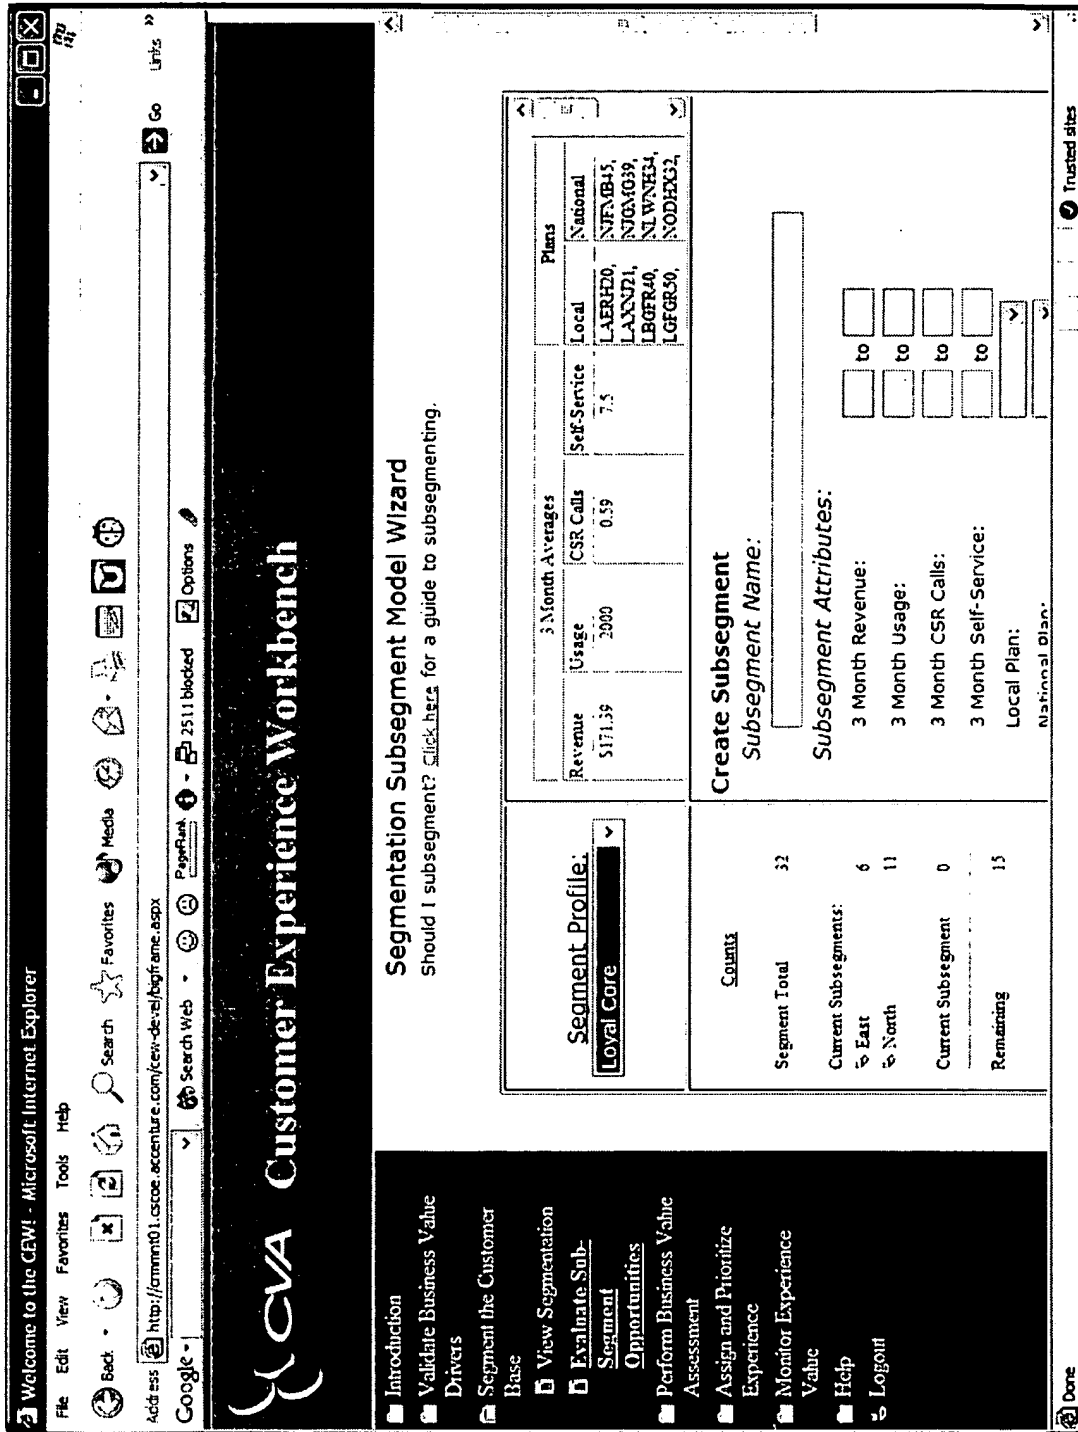 Welcome to the CEW! - Microsoft Internet Explorer
File Edit View Favorites Tools Help
Back Search Favorites Media
Address http://crmnt01.cscoe.accenture.com/cew-devel/bigframe.aspx Go Links »
Google Search Web PageRank 2511 blocked Options
CVA Customer Experience Workbench
Introduction
Validate Business Value
Drivers
Segment the Customer
Base
View Segmentation
Evaluate Sub-
Segment
Opportunities
Perform Business Value
Assessment
Assign and Prioritize
Experience
Monitor Experience
Value
Help
Logout
Segmentation Subsegment Model Wizard
Should I subsegment? Click here for a guide to subsegmenting.
Segment Profile:
Loyal Core
3 Month Averages Plans
Revenue Usage CSR Calls Self-Service Local National
$171.39 2000 0.59 7.5 LAERH20, NJFMB45,
LAXNJ21, NJGMG39,
LBGFR40, NLWNH34,
LGFGR50, NODHX32,
Counts
Segment Total 32
Current Subsegments:
East 6
North 11
Current Subsegment 0
Remaining 15
Create Subsegment
Subsegment Name:
Subsegment Attributes:
3 Month Revenue: to
3 Month Usage: to
3 Month CSR Calls: to
3 Month Self-Service: to
Local Plan:
National Plan:
Done Trusted sites